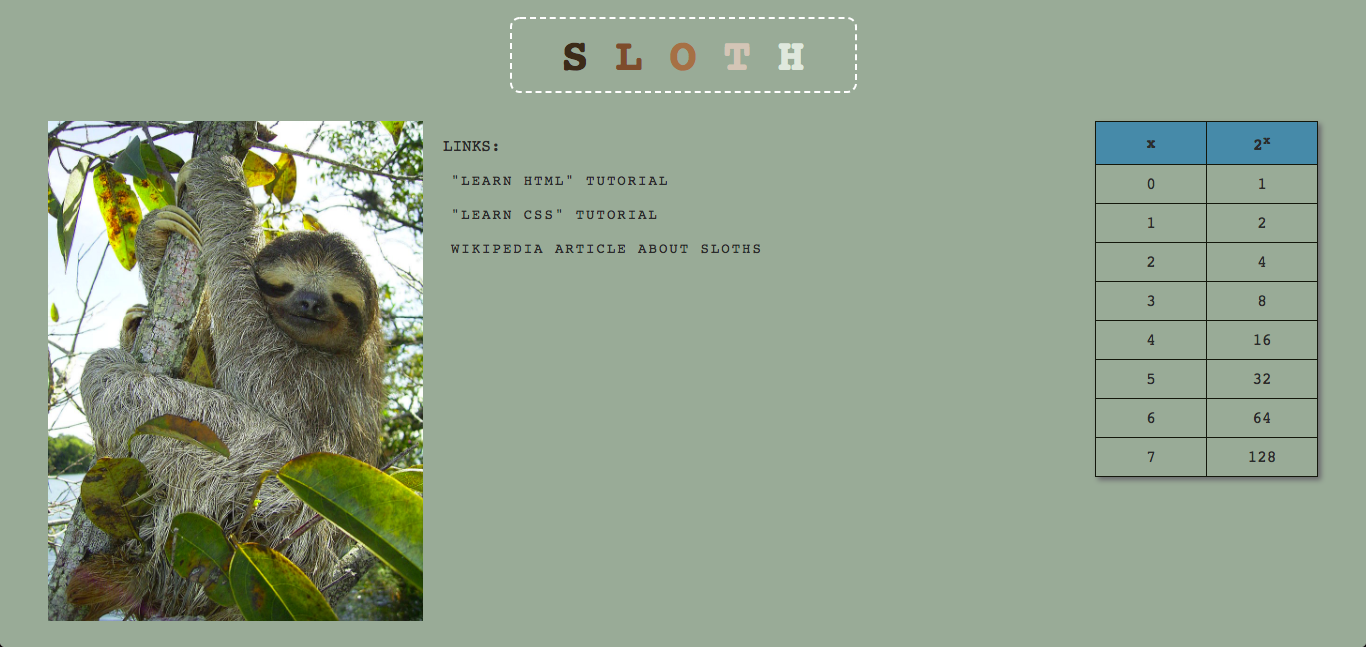 S L O T H
LINKS:
"LEARN HTML" TUTORIAL
"LEARN CSS" TUTORIAL
WIKIPEDIA ARTICLE ABOUT SLOTHS
x 2ˣ
0 1
1 2
2 4
3 8
4 16
5 32
6 64
7 128